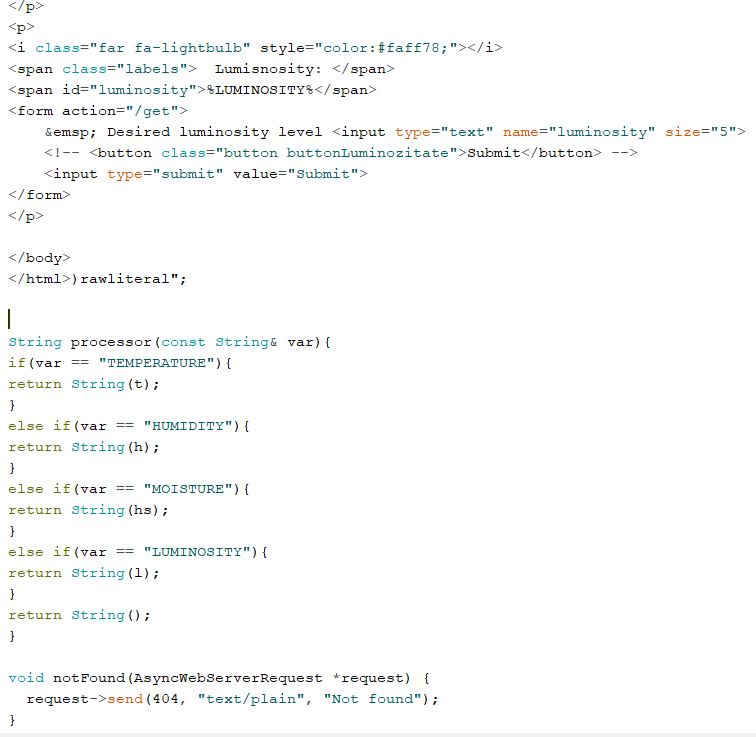 </p>
<p>
<i class="far fa-lightbulb" style="color:#faff78;"></i>
<span class="labels">  Lumisnosity: </span>
<span id="luminosity">%LUMINOSITY%</span>
<form action="/get">
    &emsp; Desired luminosity level <input type="text" name="luminosity" size="5">
    <!-- <button class="button buttonLuminozitate">Submit</button> -->
    <input type="submit" value="Submit">
</form>
</p>

</body>
</html>)rawliteral";

String processor(const String& var){
if(var == "TEMPERATURE"){
return String(t);
}
else if(var == "HUMIDITY"){
return String(h);
}
else if(var == "MOISTURE"){
return String(hs);
}
else if(var == "LUMINOSITY"){
return String(l);
}
return String();
}

void notFound(AsyncWebServerRequest *request) {
  request->send(404, "text/plain", "Not found");
}